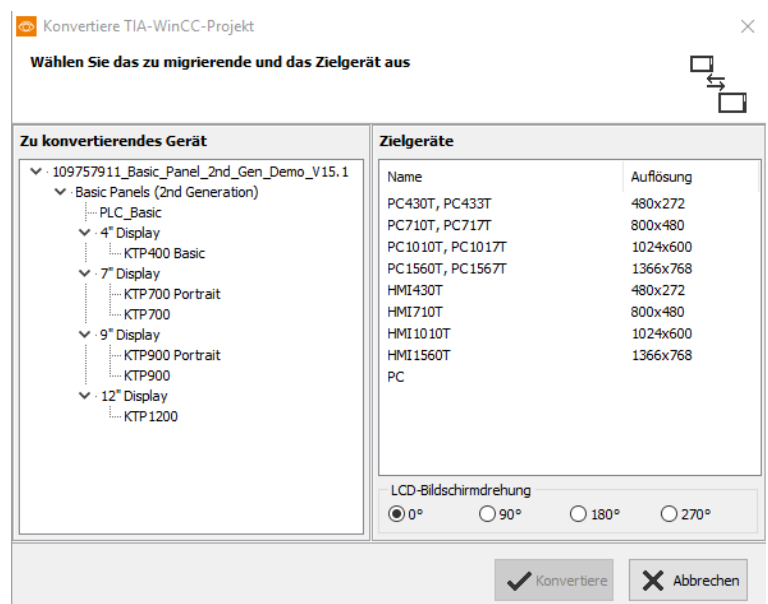 Konvertiere TIA-WinCC-Projekt
Wählen Sie das zu migrierende und das Zielgerät aus
Zu konvertierendes Gerät
109757911_Basic_Panel_2nd_Gen_Demo_V15.1
Basic Panels (2nd Generation)
PLC_Basic
4" Display
KTP400 Basic
7" Display
KTP700 Portrait
KTP700
9" Display
KTP900 Portrait
KTP900
12" Display
KTP1200
Zielgeräte
Name Auflösung
PC430T, PC433T 480x272
PC710T, PC717T 800x480
PC1010T, PC1017T 1024x600
PC1560T, PC1567T 1366x768
HMI430T 480x272
HMI710T 800x480
HMI1010T 1024x600
HMI1560T 1366x768
PC
LCD-Bildschirmdrehung
0° 90° 180° 270°
Konvertiere Abbrechen